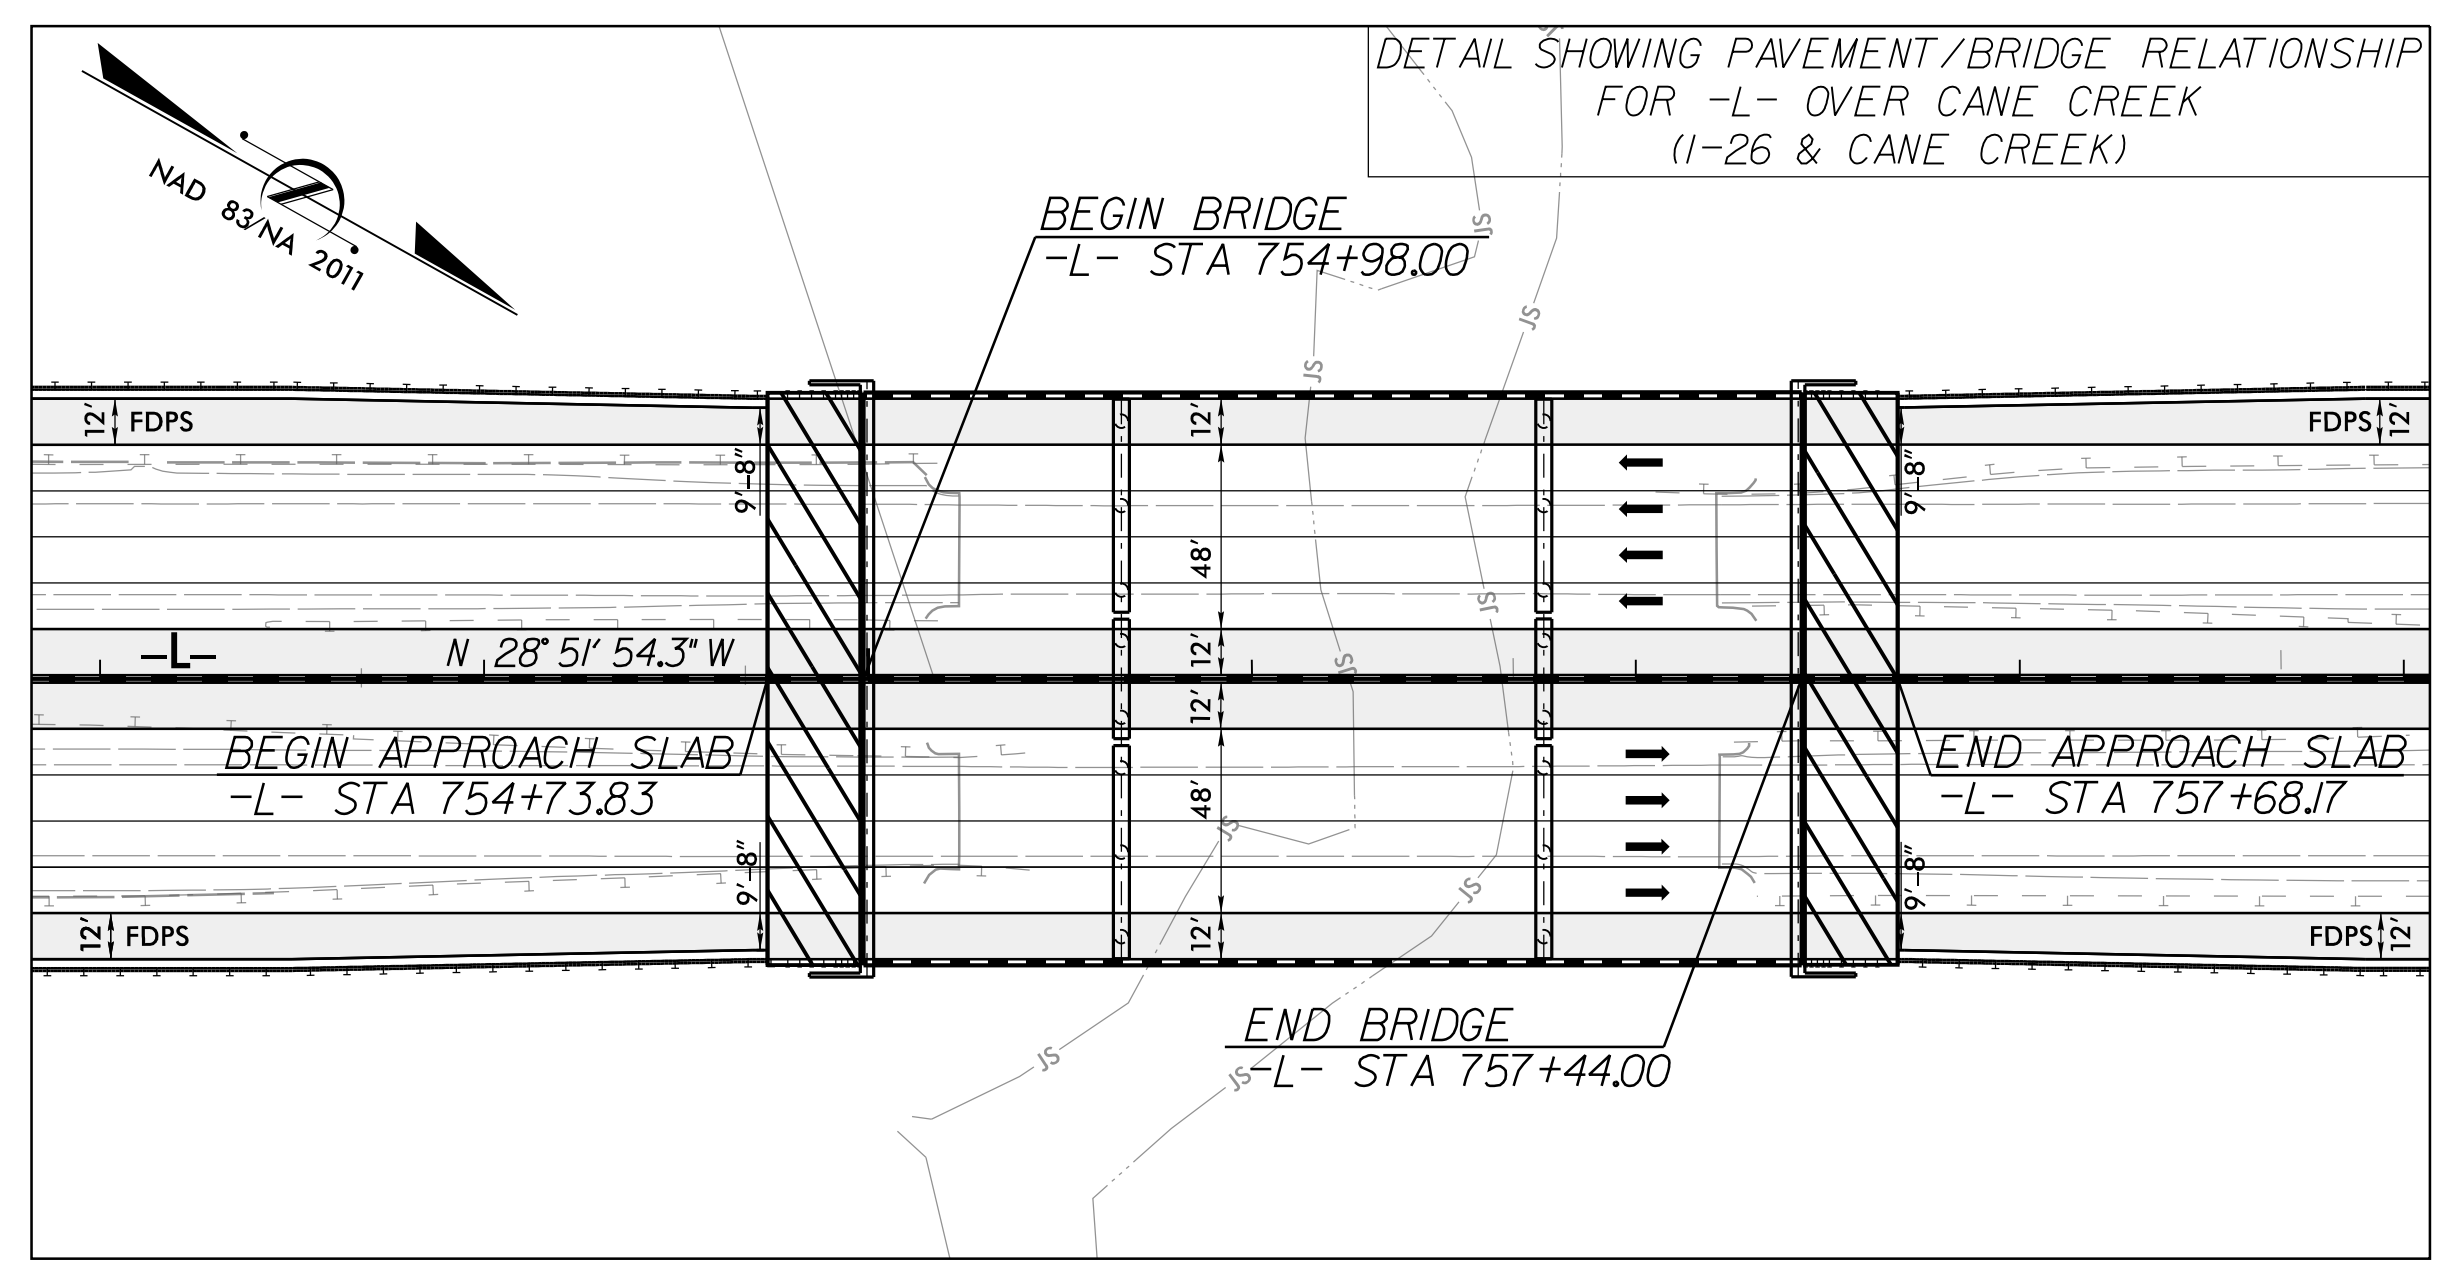 DETAIL SHOWING PAVEMENT/BRIDGE RELATIONSHIP
FOR -L- OVER CANE CREEK
(I-26 & CANE CREEK)
NAD 83/NA 2011
BEGIN BRIDGE
-L- STA 754+98.00
JS
JS
JS
JS
12' FDPS
9'-8"
12'
FDPS 12'
9'-8"
48'
JS
-L-
N 28° 51' 54.3" W
12'
JS
12'
BEGIN APPROACH SLAB
-L- STA 754+73.83
END APPROACH SLAB
-L- STA 757+68.17
48'
JS
9'-8"
JS
9'-8"
12' FDPS
12'
FDPS 12'
END BRIDGE
-L- STA 757+44.00
JS
JS